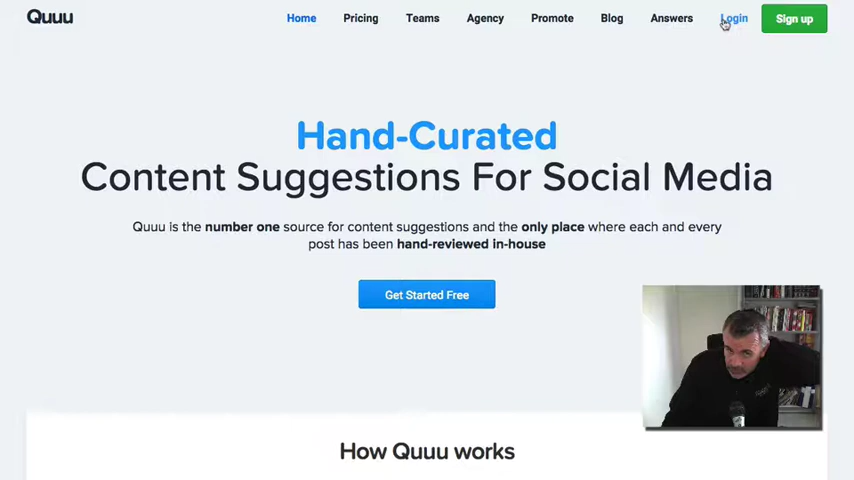 Quuu
Home Pricing Teams Agency Promote Blog Answers Login Sign up
Hand-Curated
Content Suggestions For Social Media
Quuu is the number one source for content suggestions and the only place where each and every
post has been hand-reviewed in-house
Get Started Free
How Quuu works